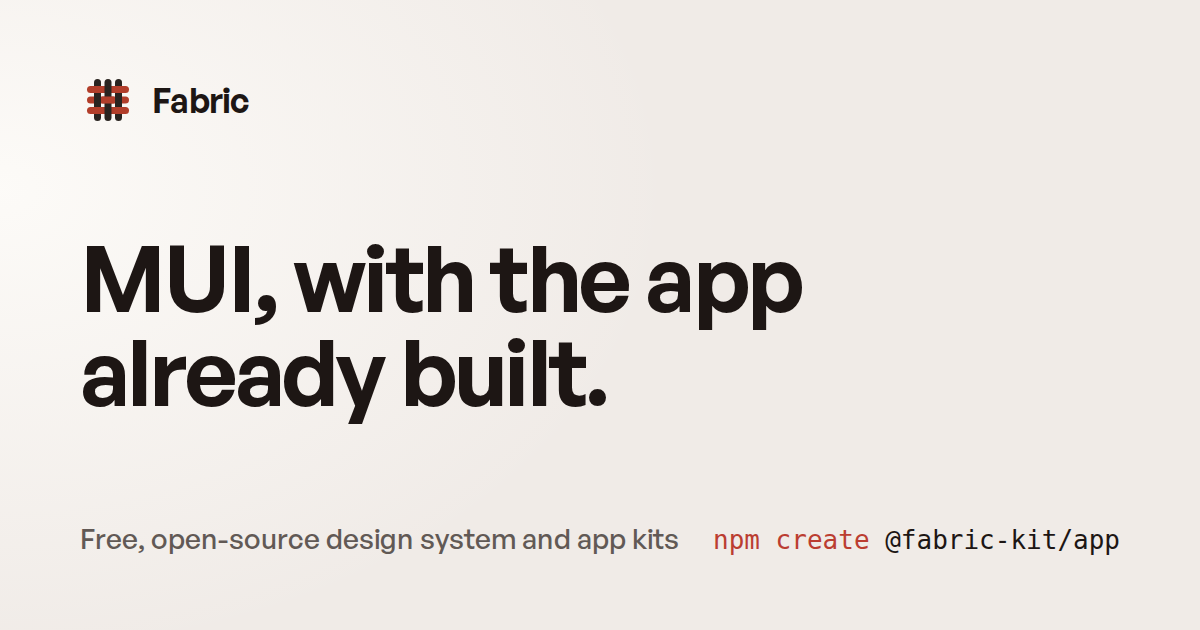 Fabric
MUI, with the app
already built.
Free, open-source design system and app kits
npm create @fabric-kit/app